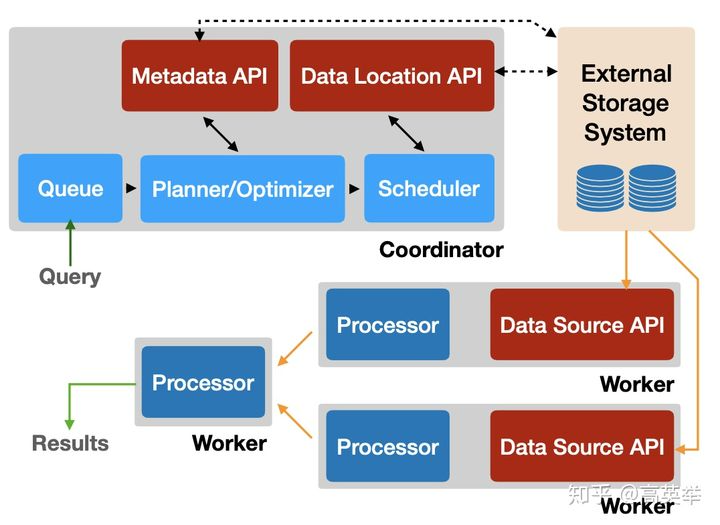 Metadata API
Data Location API
External
Storage
System
Queue
Planner/Optimizer
Scheduler
Coordinator
Query
Processor
Data Source API
Worker
Processor
Results
Worker
Processor
Data Source API
Worker
知乎 @高英举